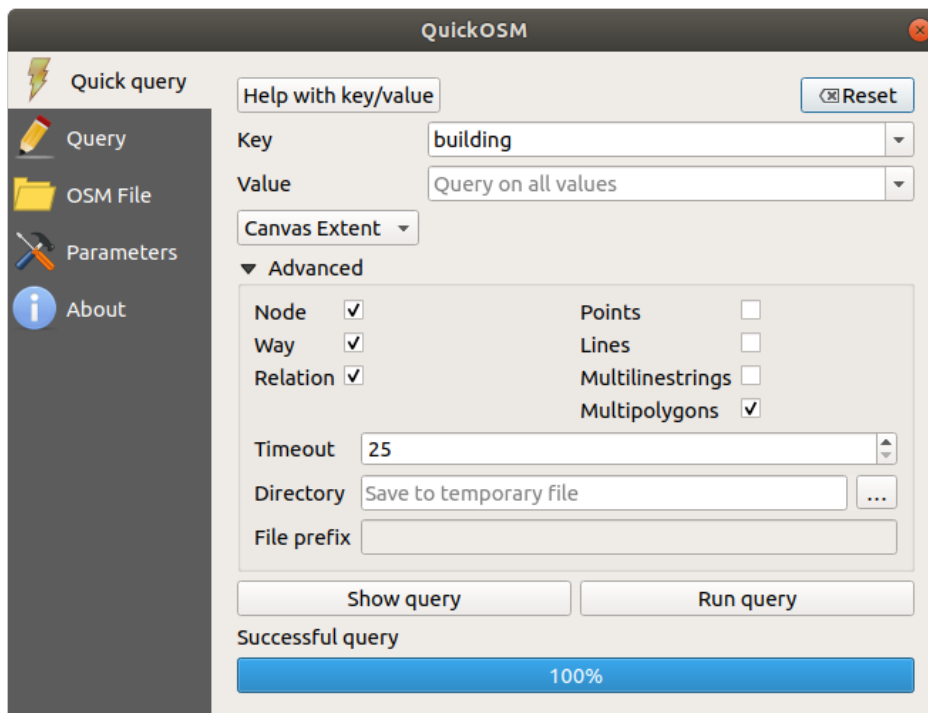 QuickOSM
Quick query
Query
OSM File
Parameters
About
Help with key/value
Reset
Key building
Value Query on all values
Canvas Extent
Advanced
Node Points
Way Lines
Relation Multilinestrings
Multipolygons
Timeout 25
Directory Save to temporary file ...
File prefix
Show query Run query
Successful query
100%